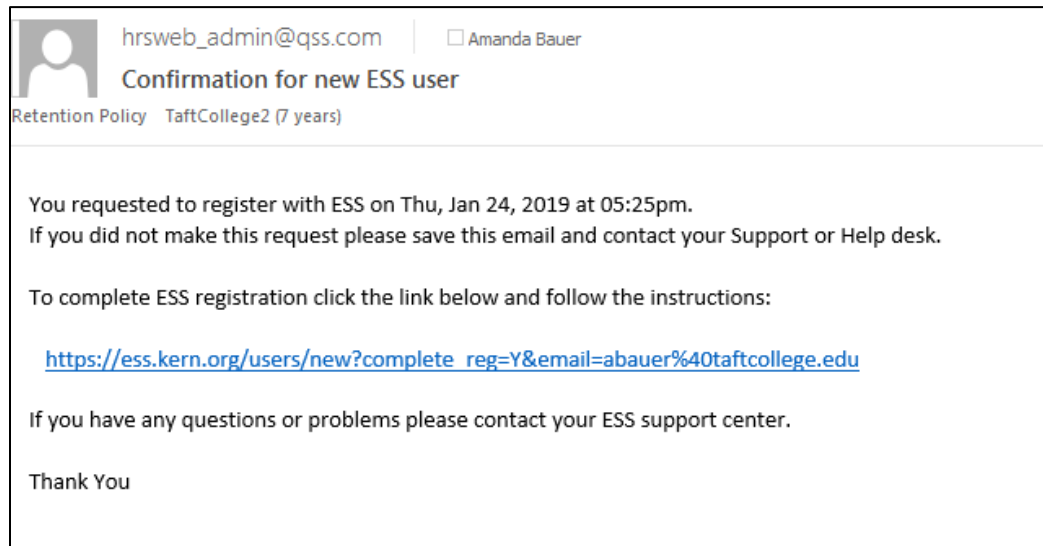 hrsweb_admin@qss.com Amanda Bauer
Confirmation for new ESS user
Retention Policy TaftCollege2 (7 years)
You requested to register with ESS on Thu, Jan 24, 2019 at 05:25pm.
If you did not make this request please save this email and contact your Support or Help desk.
To complete ESS registration click the link below and follow the instructions:
https://ess.kern.org/users/new?complete_reg=Y&email=abauer%40taftcollege.edu
If you have any questions or problems please contact your ESS support center.
Thank You